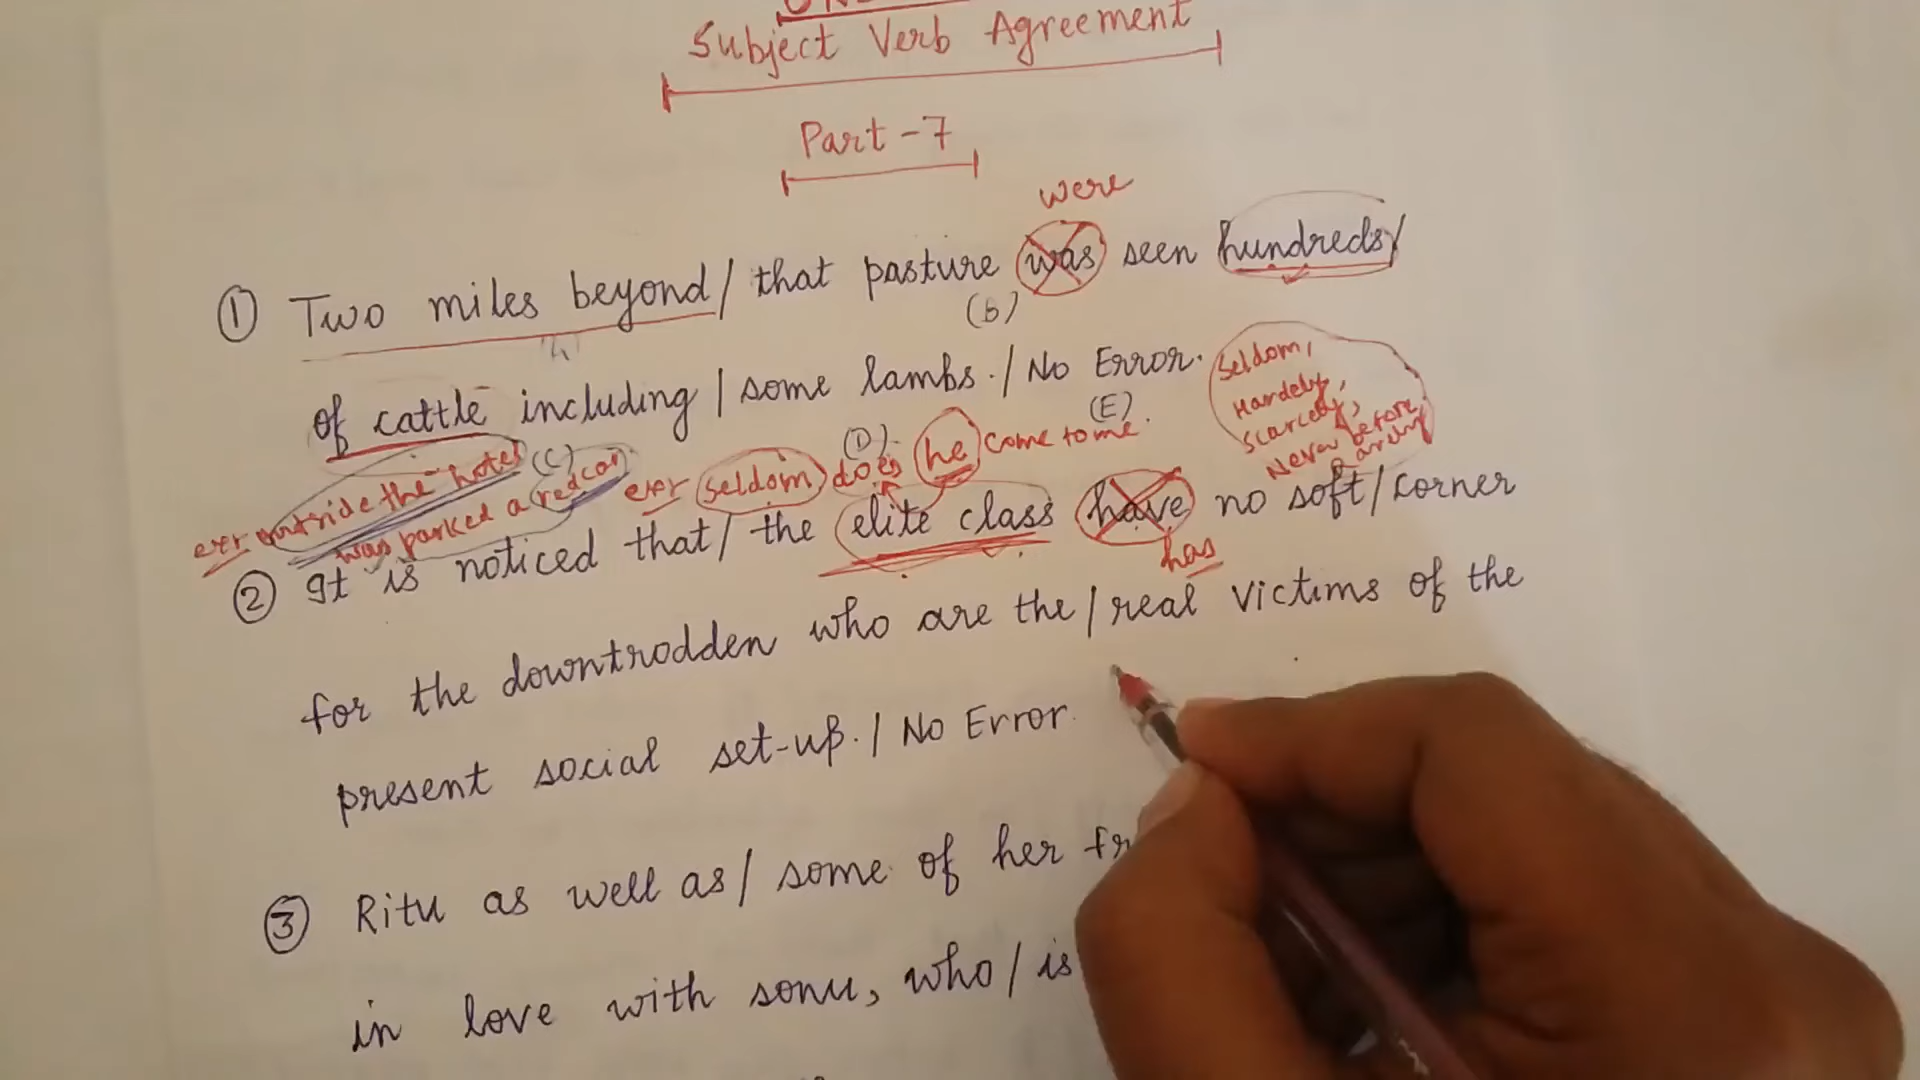 Subject Verb Agreement
Part - 7
were
① Two miles beyond / that pasture was seen hundreds /
(B)
of cattle including / some lambs. / No Error.
Seldom,
Hardely,
Scarcely,
Never before
(C) (D) (E)
exr outside the hotel
was parked a redcar
exr seldom does he come to me.
② It is noticed that / the elite class have no soft / corner
has
for the downtrodden who are the / real victims of the
present social set-up. / No Error.
③ Ritu as well as / some of her fr
in love with sonu, who / is